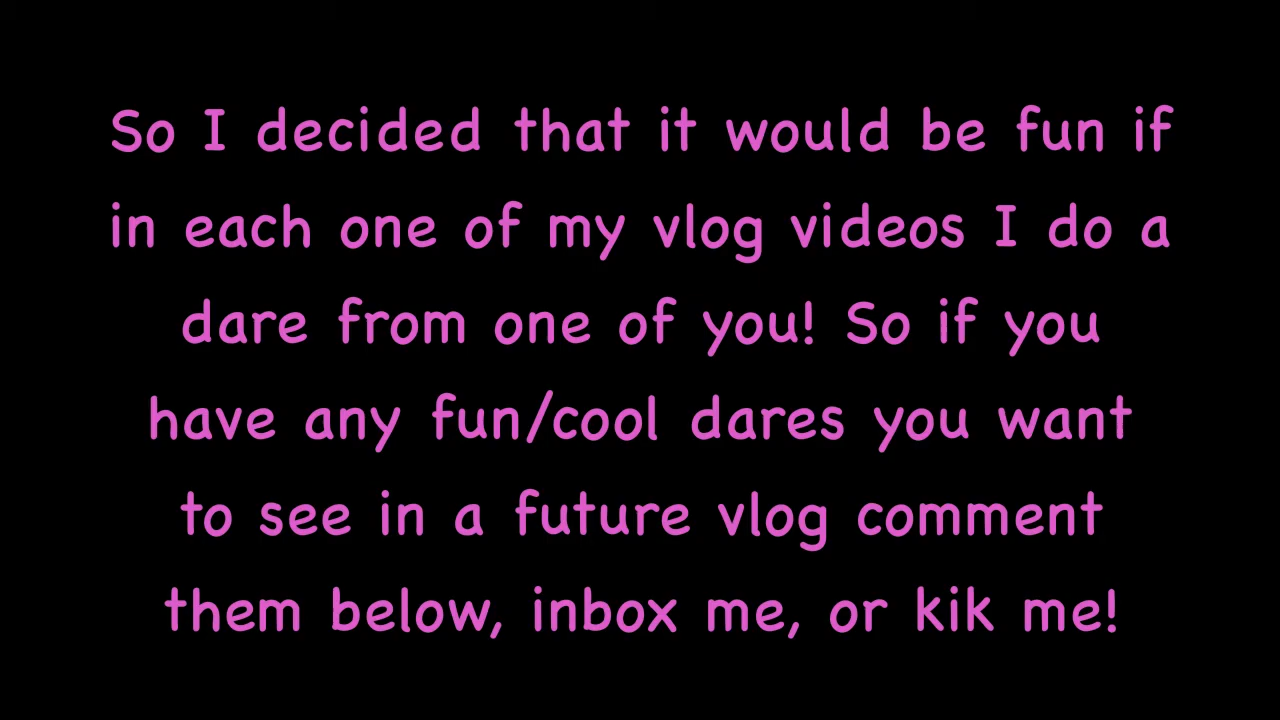 So I decided that it would be fun if
in each one of my vlog videos I do a
dare from one of you! So if you
have any fun/cool dares you want
to see in a future vlog comment
them below, inbox me, or kik me!